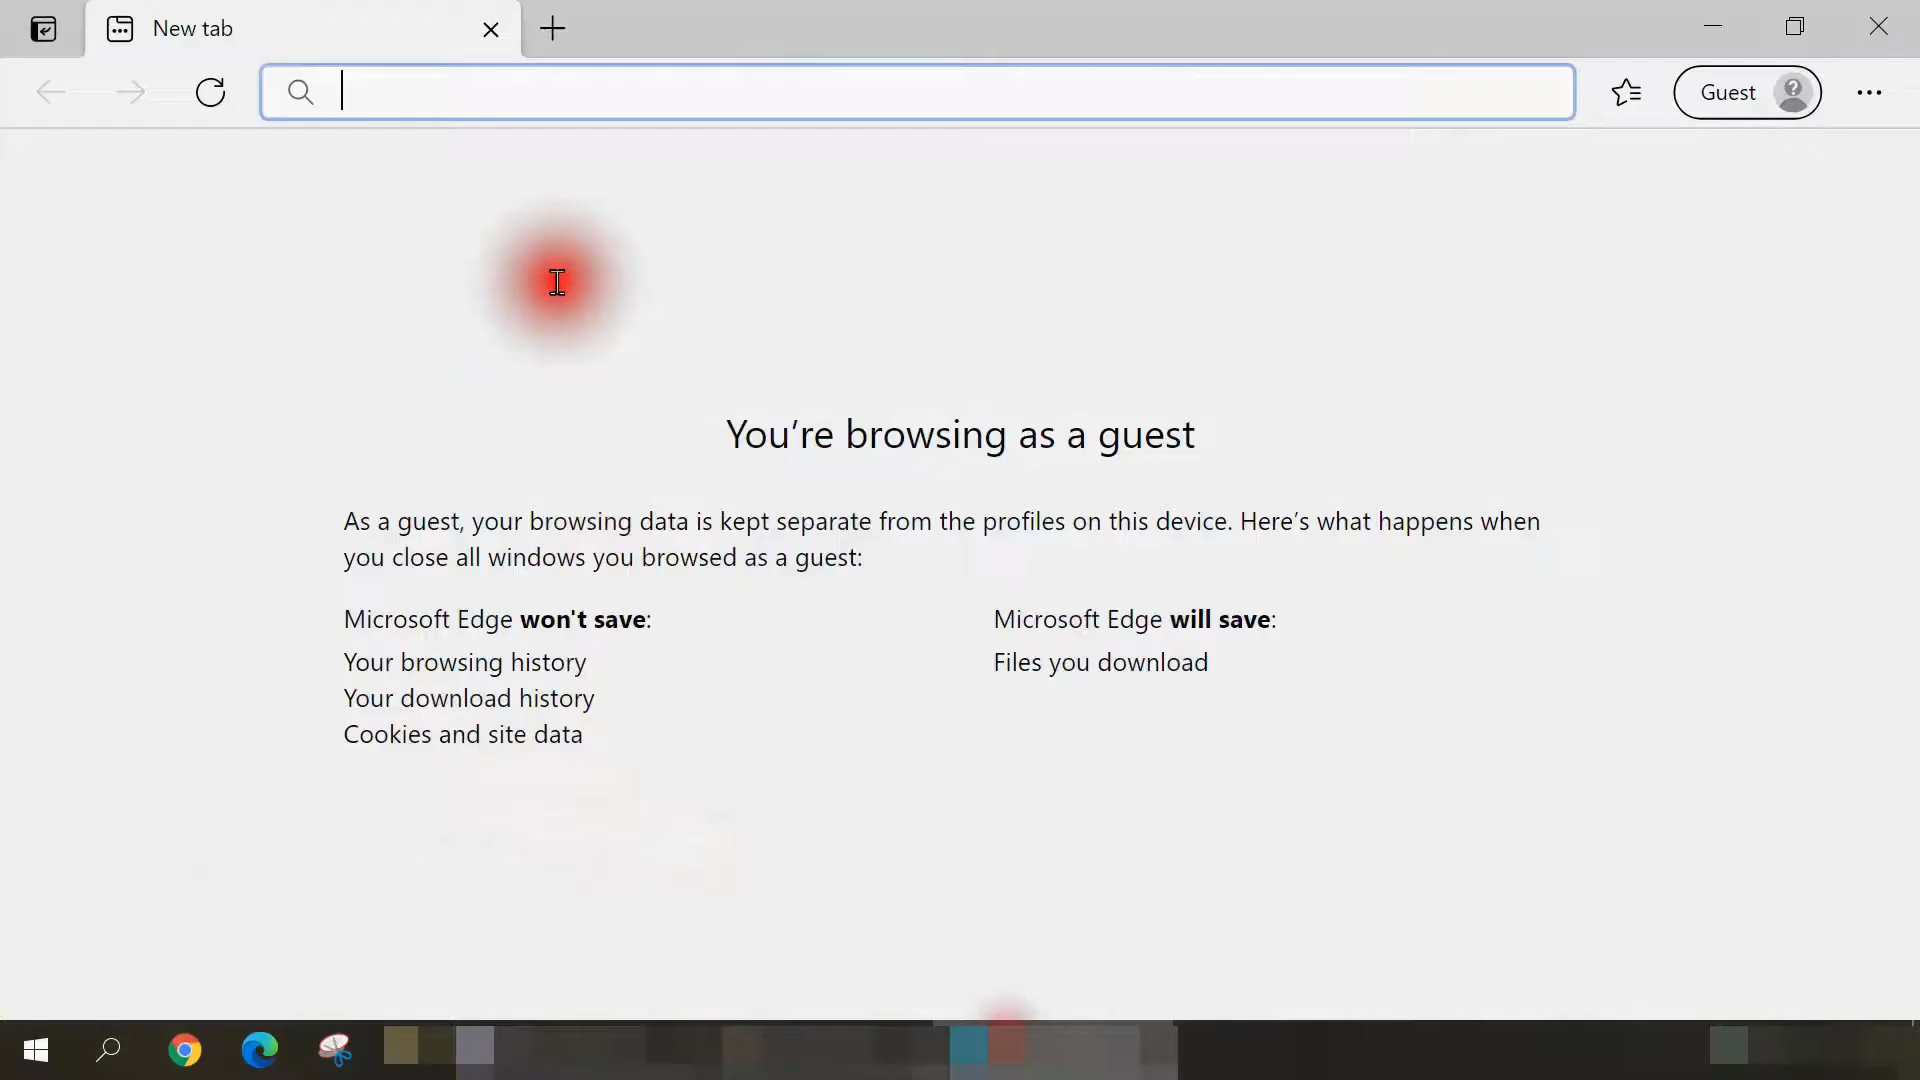 New tab
Guest
You’re browsing as a guest
As a guest, your browsing data is kept separate from the profiles on this device. Here’s what happens when
you close all windows you browsed as a guest:
Microsoft Edge won't save:
Your browsing history
Your download history
Cookies and site data
Microsoft Edge will save:
Files you download